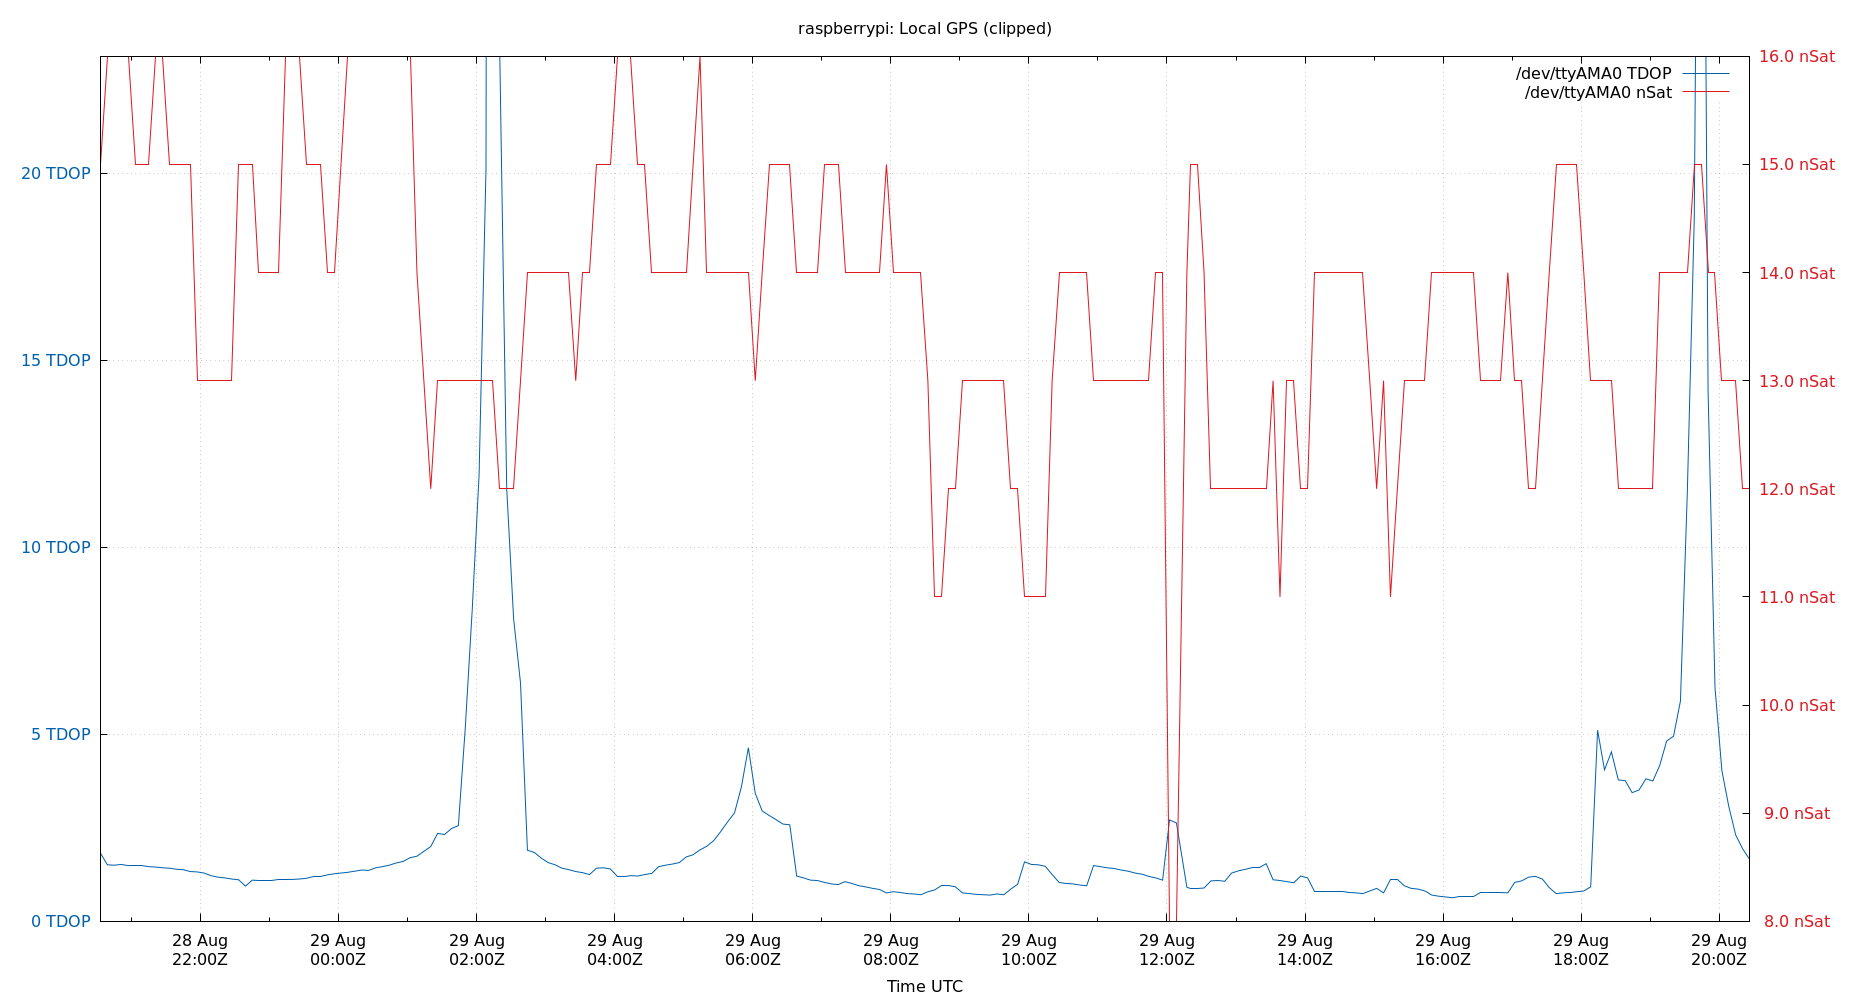 raspberrypi: Local GPS (clipped)
16.0 nSat
/dev/ttyAMA0 TDOP
/dev/ttyAMA0 nSat
20 TDOP
15.0 nSat
14.0 nSat
15 TDOP
13.0 nSat
12.0 nSat
10 TDOP
11.0 nSat
10.0 nSat
5 TDOP
9.0 nSat
0 TDOP
8.0 nSat
28 Aug
22:00Z
29 Aug
00:00Z
29 Aug
02:00Z
29 Aug
04:00Z
29 Aug
06:00Z
29 Aug
08:00Z
29 Aug
10:00Z
29 Aug
12:00Z
29 Aug
14:00Z
29 Aug
16:00Z
29 Aug
18:00Z
29 Aug
20:00Z
Time UTC